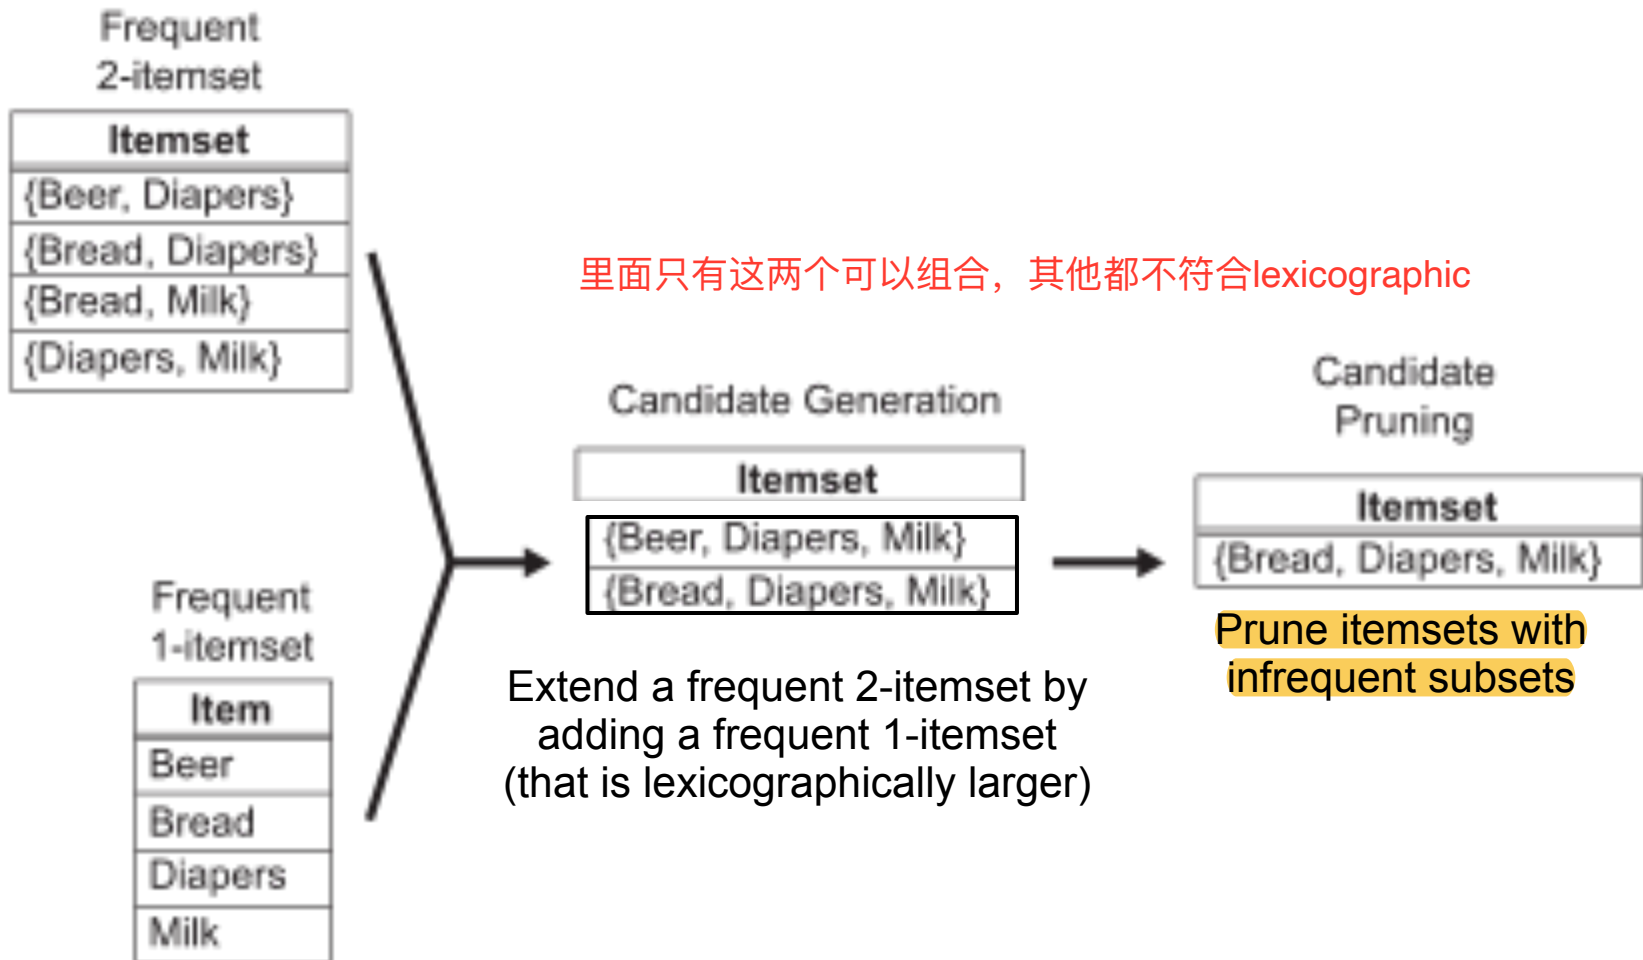 Frequent
2-itemset
Itemset
{Beer, Diapers}
{Bread, Diapers}
{Bread, Milk}
{Diapers, Milk}
里面只有这两个可以组合，其他都不符合lexicographic
Candidate Generation
Itemset
{Beer, Diapers, Milk}
{Bread, Diapers, Milk}
Extend a frequent 2-itemset by
adding a frequent 1-itemset
(that is lexicographically larger)
Candidate
Pruning
Itemset
{Bread, Diapers, Milk}
Prune itemsets with
infrequent subsets
Frequent
1-itemset
Item
Beer
Bread
Diapers
Milk